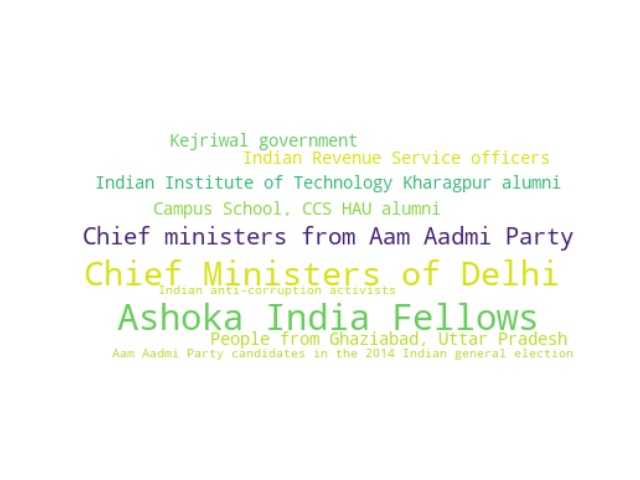 Kejriwal government
Indian Revenue Service officers
Indian Institute of Technology Kharagpur alumni
Campus School, CCS HAU alumni
Chief ministers from Aam Aadmi Party
Chief Ministers of Delhi
Indian anti-corruption activists
Ashoka India Fellows
People from Ghaziabad, Uttar Pradesh
Aam Aadmi Party candidates in the 2014 Indian general election